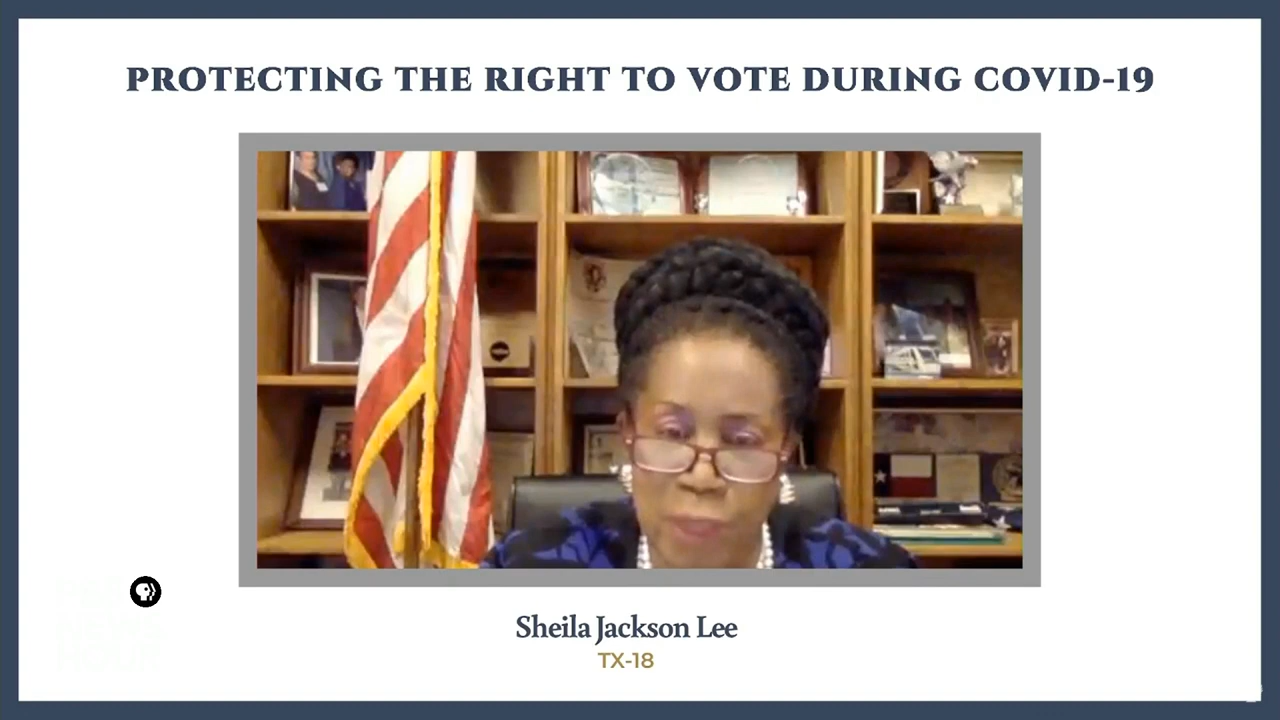 PROTECTING THE RIGHT TO VOTE DURING COVID-19
Sheila Jackson Lee
TX-18